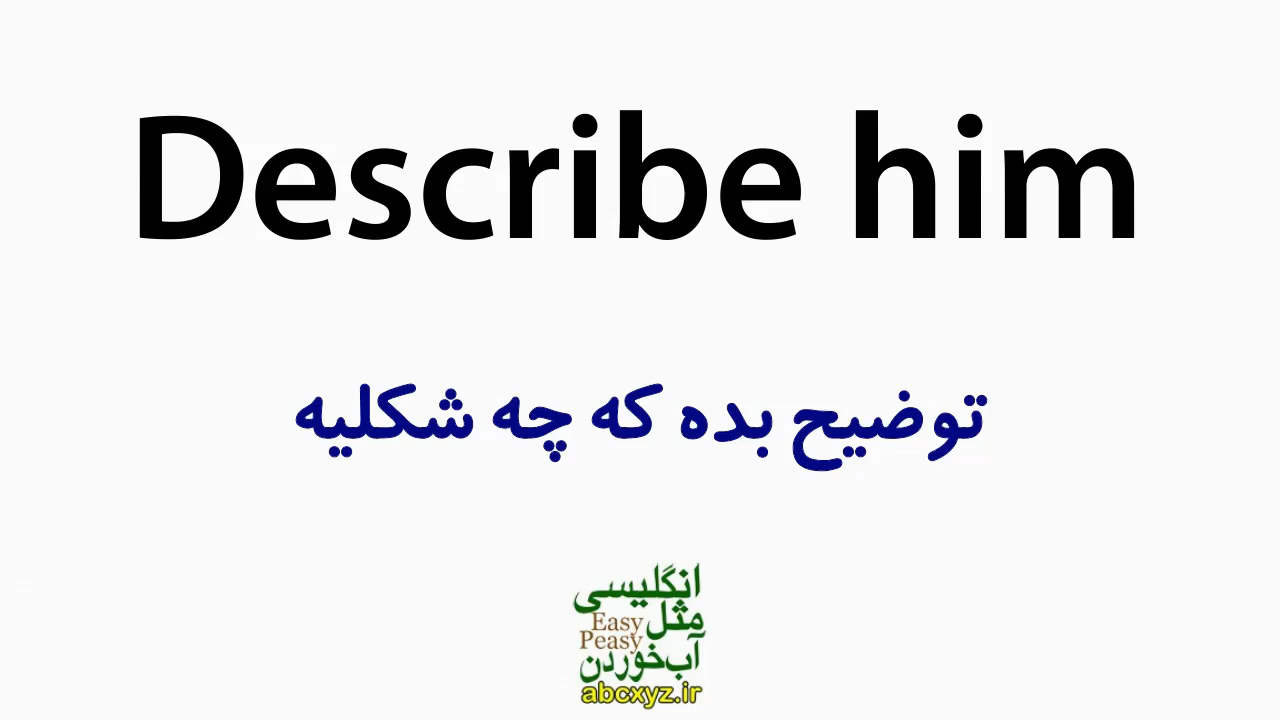 Describe him
توضیح بده که چه شکلیه
انگلیسی
مثل
Easy
Peasy
آب‌خوردن
abcxyz.ir